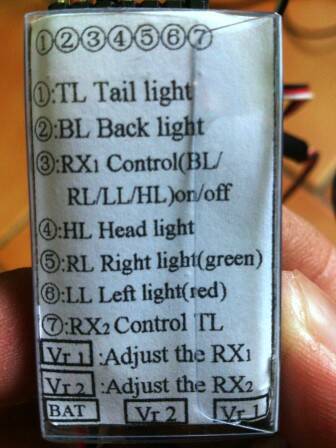 ①②③④⑤⑥⑦
①:TL Tail light
②:BL Back light
③:RX1 Control(BL/
RL/LL/HL)on/off
④:HL Head light
⑤:RL Right light(green)
⑥:LL Left light(red)
⑦:RX2 Control TL
Vr 1 :Adjust the RX1
Vr 2 :Adjust the RX2
BAT Vr 2 Vr 1